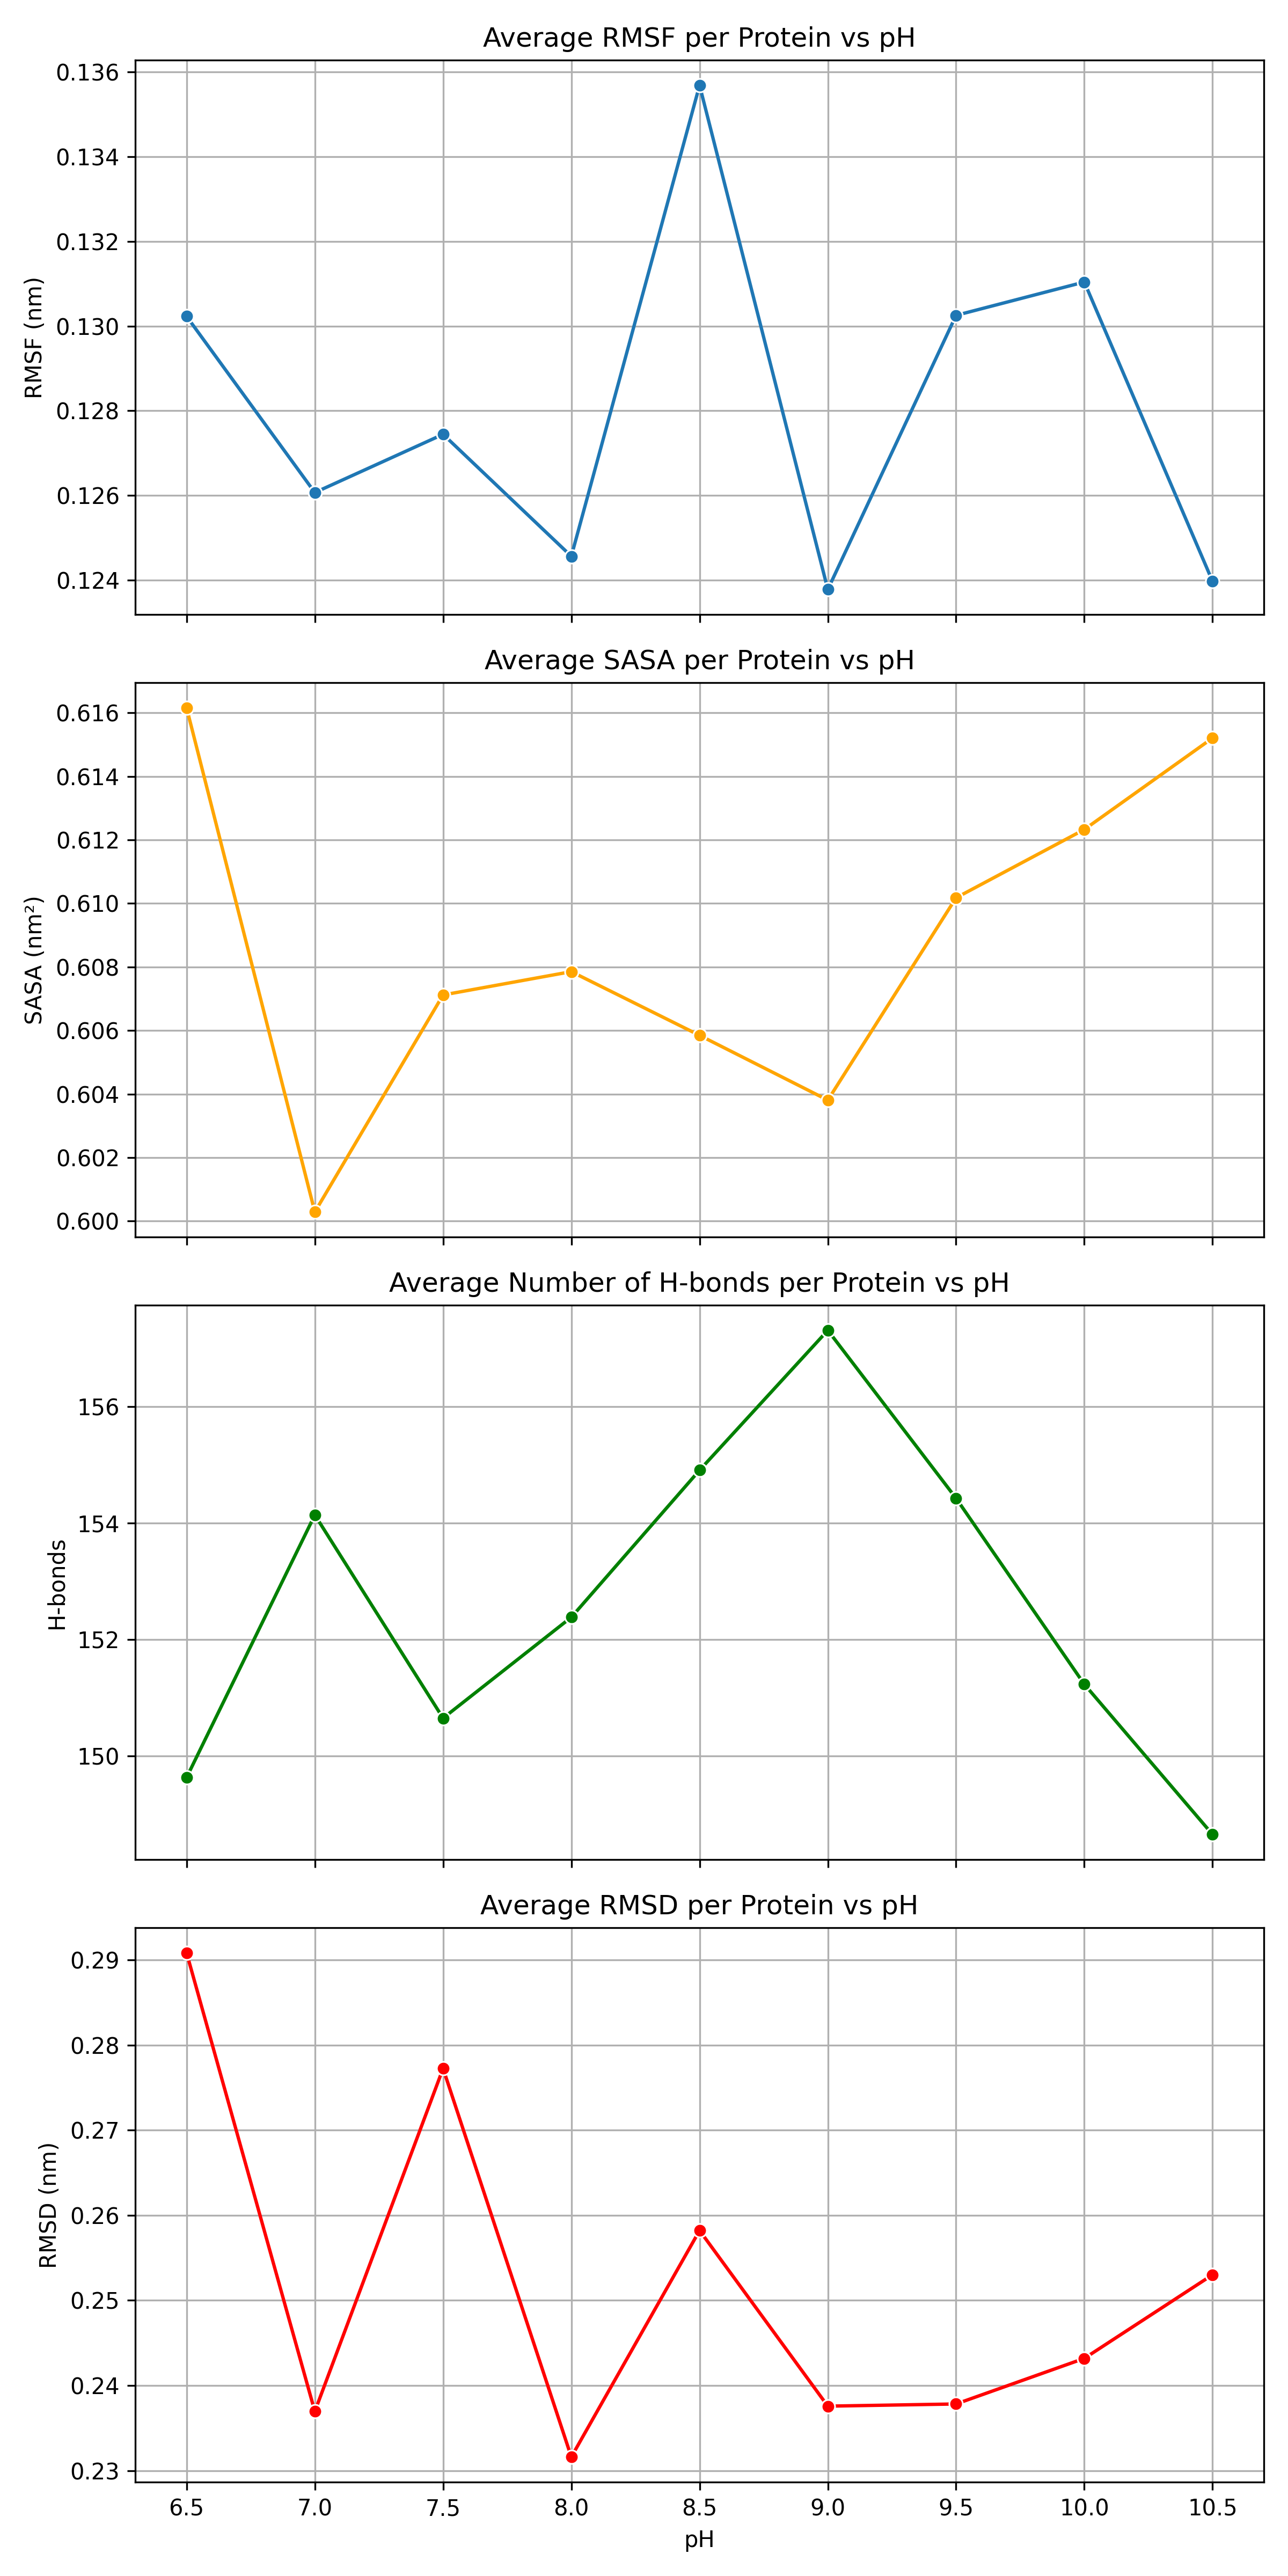 Average RMSF per Protein vs pH
RMSF (nm)
0.136
0.134
0.132
0.130
0.128
0.126
0.124
Average SASA per Protein vs pH
SASA (nm²)
0.616
0.614
0.612
0.610
0.608
0.606
0.604
0.602
0.600
Average Number of H-bonds per Protein vs pH
H-bonds
156
154
152
150
Average RMSD per Protein vs pH
RMSD (nm)
0.29
0.28
0.27
0.26
0.25
0.24
0.23
6.5 7.0 7.5 8.0 8.5 9.0 9.5 10.0 10.5
pH